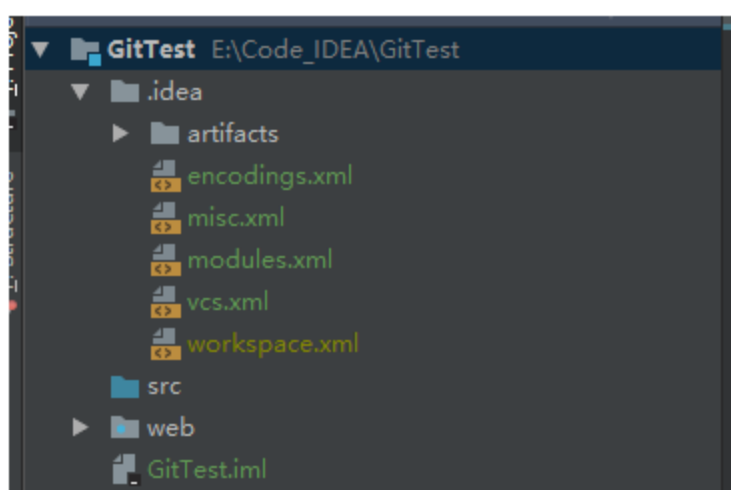 GitTest E:\Code_IDEA\GitTest
.idea
artifacts
encodings.xml
misc.xml
modules.xml
vcs.xml
workspace.xml
src
web
GitTest.iml